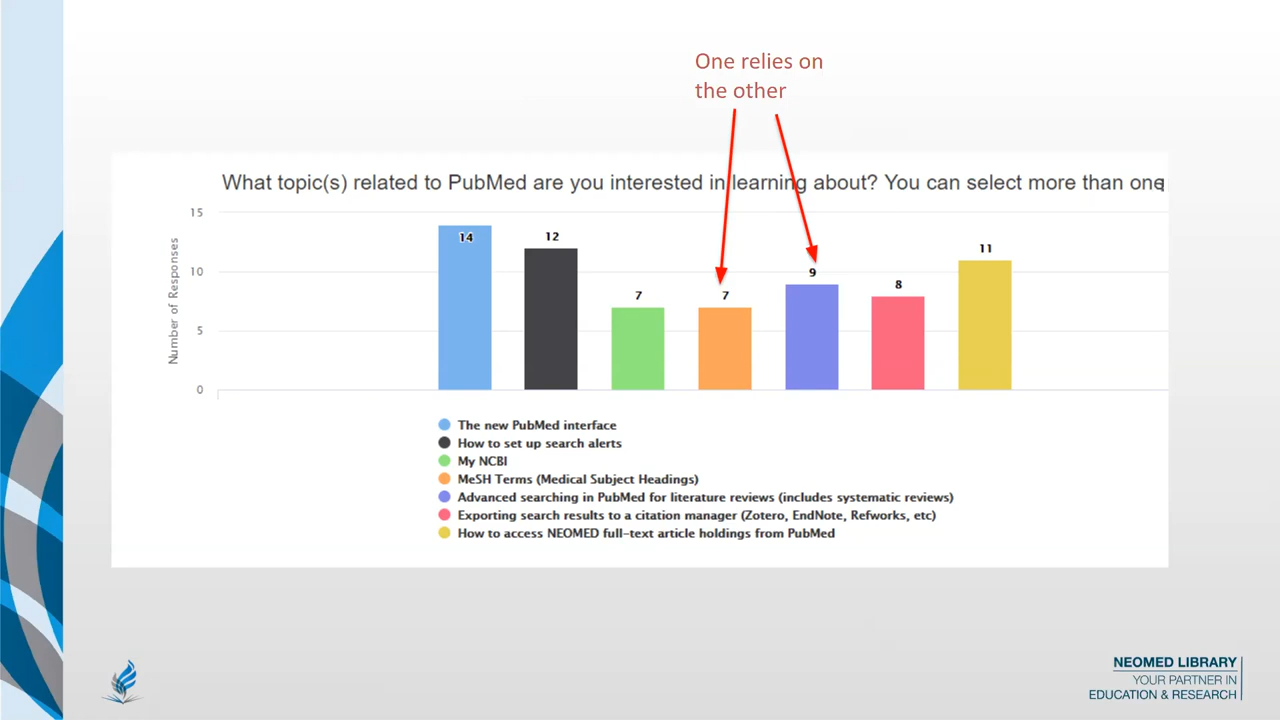 One relies on
the other
What topic(s) related to PubMed are you interested in learning about? You can select more than one
15
10
5
0
Number of Responses
14
12
7
7
9
8
11
The new PubMed interface
How to set up search alerts
My NCBI
MeSH Terms (Medical Subject Headings)
Advanced searching in PubMed for literature reviews (includes systematic reviews)
Exporting search results to a citation manager (Zotero, EndNote, Refworks, etc)
How to access NEOMED full-text article holdings from PubMed
NEOMED LIBRARY
YOUR PARTNER IN
EDUCATION & RESEARCH